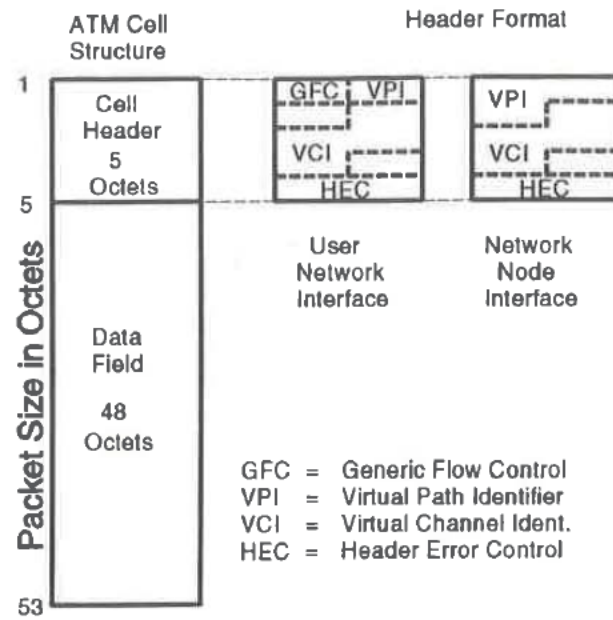 ATM Cell
Structure
Header Format
1
Cell
Header
5
Octets
5
Data
Field
48
Octets
53
Packet Size in Octets
GFC VPI
VCI
HEC
User
Network
Interface
VPI
VCI
HEC
Network
Node
Interface
GFC = Generic Flow Control
VPI = Virtual Path Identifier
VCI = Virtual Channel Ident.
HEC = Header Error Control